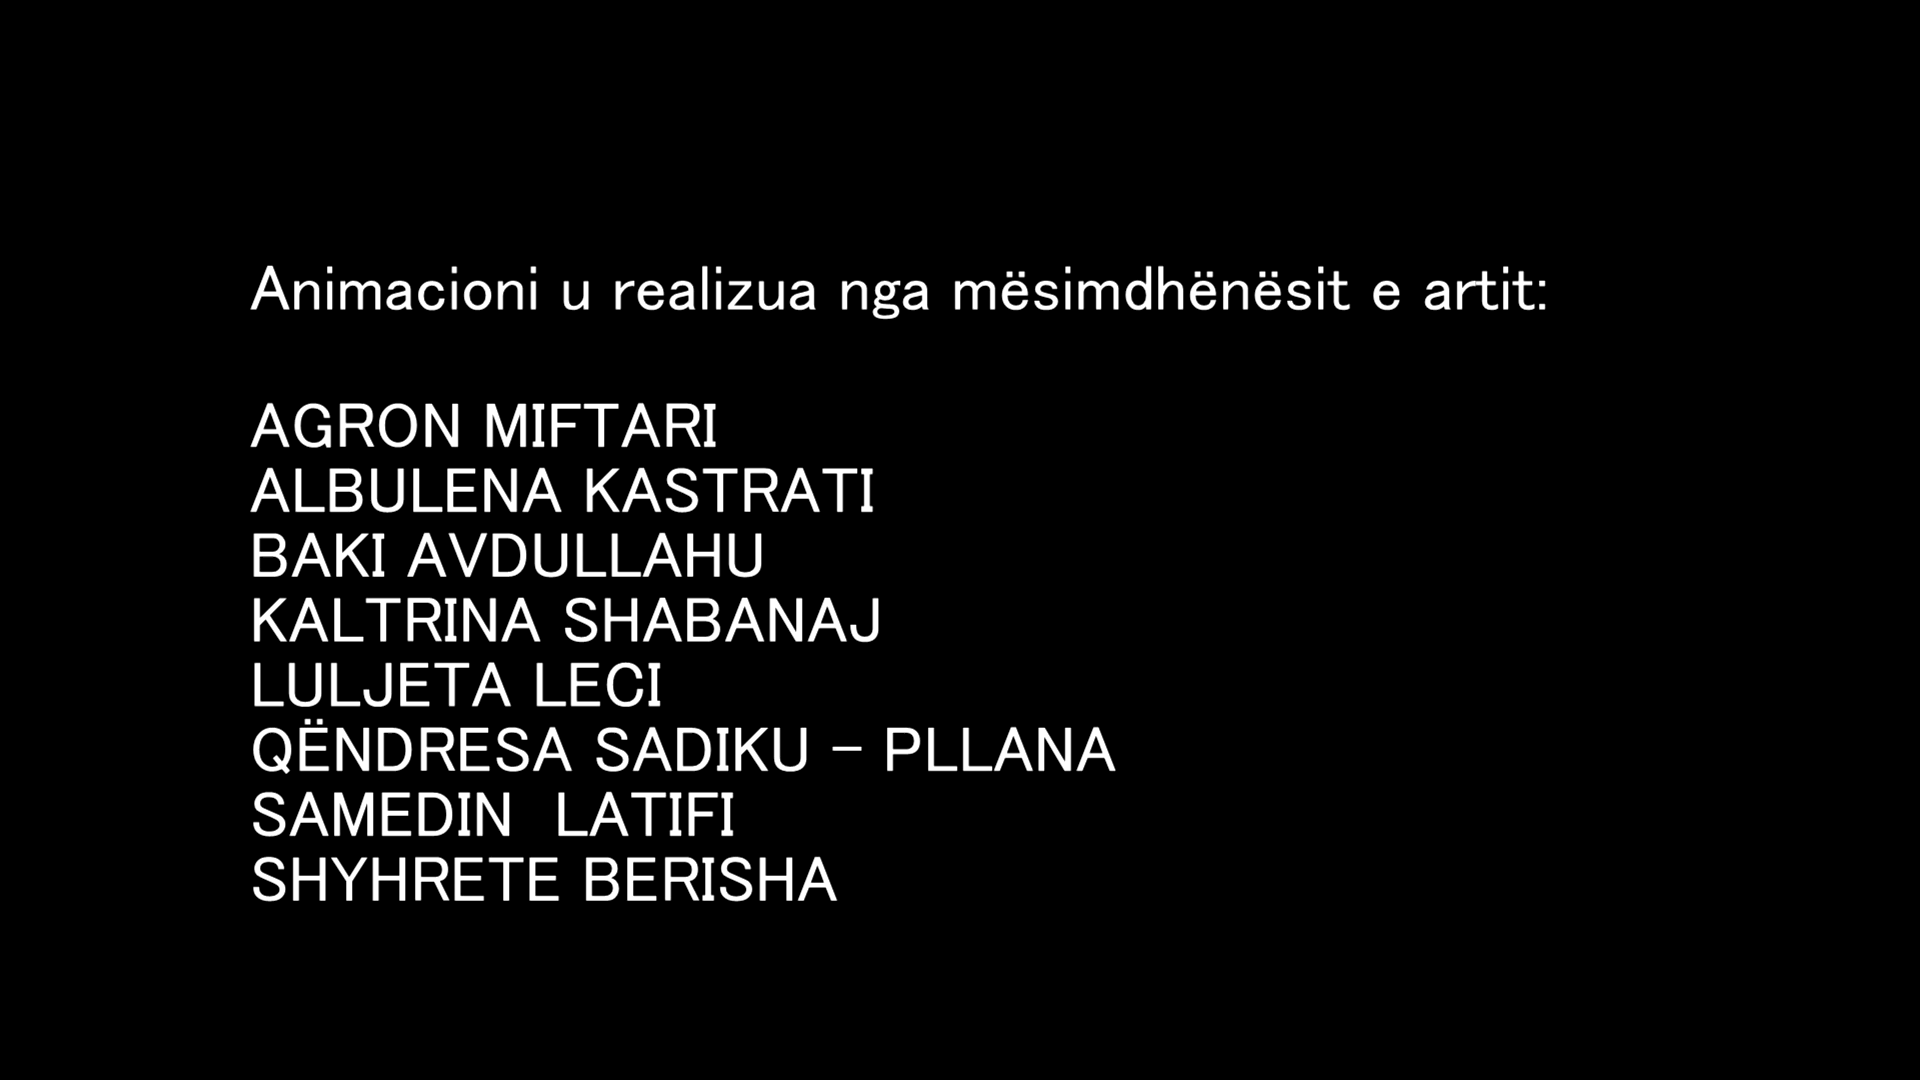 Animacioni u realizua nga mësimdhënësit e artit:
AGRON MIFTARI
ALBULENA KASTRATI
BAKI AVDULLAHU
KALTRINA SHABANAJ
LULJETA LECI
QËNDRESA SADIKU – PLLANA
SAMEDIN  LATIFI
SHYHRETE BERISHA